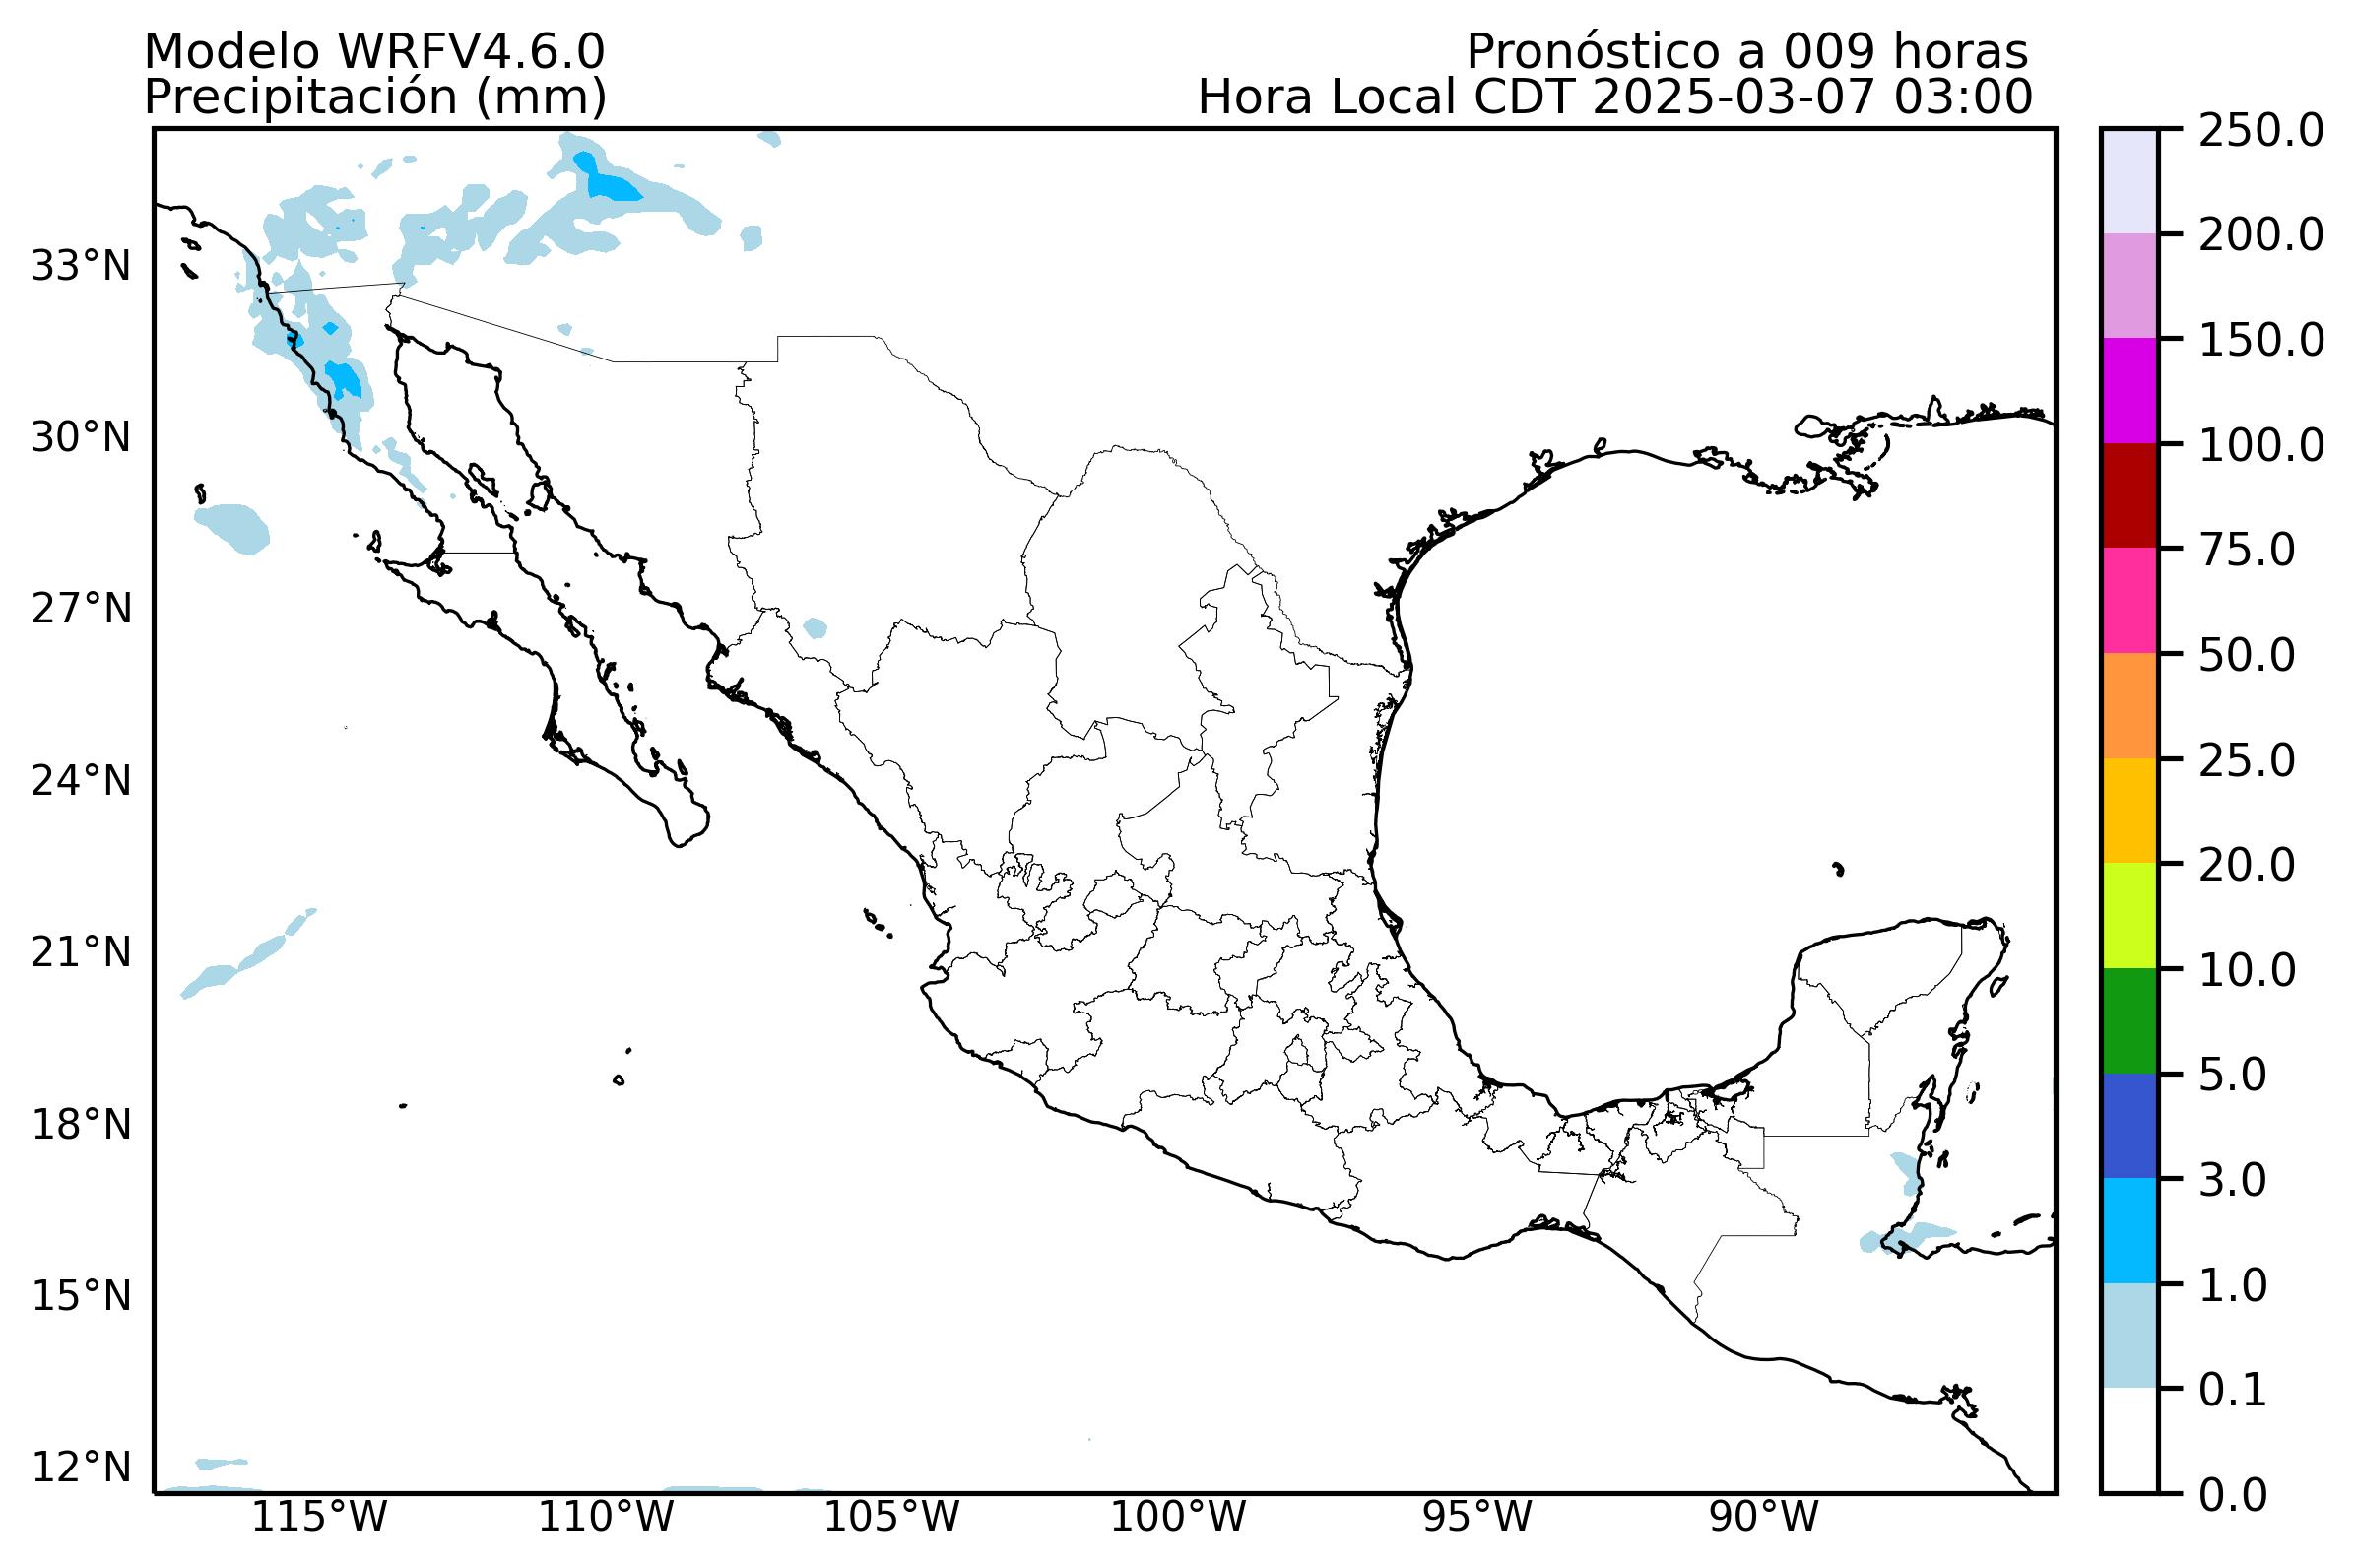 Modelo WRFV4.6.0
Precipitación (mm)
Pronóstico a 009 horas
Hora Local CDT 2025-03-07 03:00
33°N
30°N
27°N
24°N
21°N
18°N
15°N
12°N
115°W
110°W
105°W
100°W
95°W
90°W
250.0
200.0
150.0
100.0
75.0
50.0
25.0
20.0
10.0
5.0
3.0
1.0
0.1
0.0